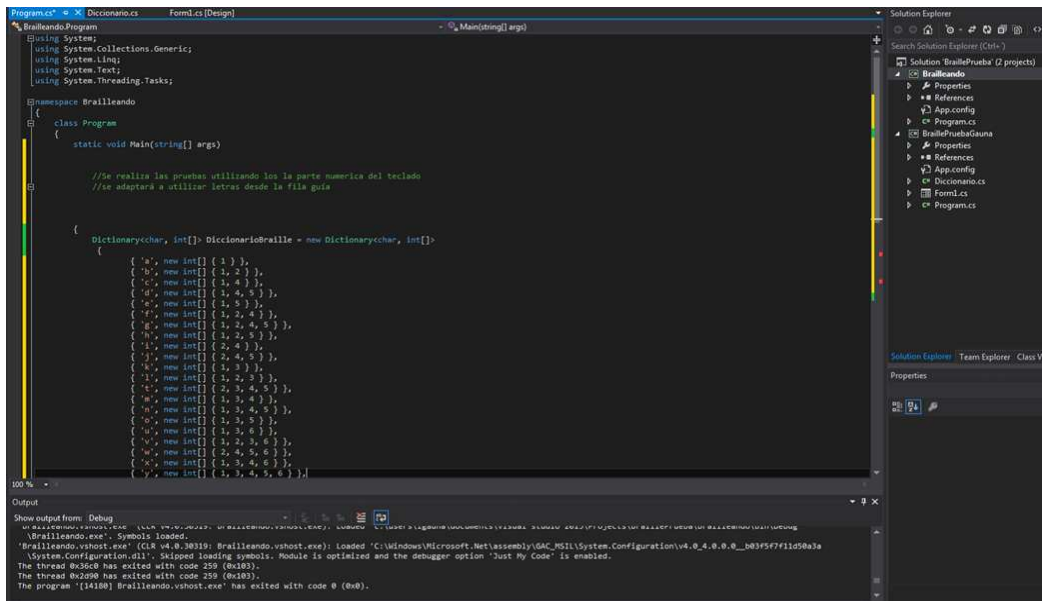 Program.cs*
Diccionario.cs
Form1.cs [Design]
Brailleando.Program
Main(string[] args)
using System;
using System.Collections.Generic;
using System.Linq;
using System.Text;
using System.Threading.Tasks;
namespace Brailleando
{
class Program
{
static void Main(string[] args)
//Se realiza las pruebas utilizando los la parte numerica del teclado
//se adaptará a utilizar letras desde la fila guía
{
Dictionary<char, int[]> DiccionarioBraille = new Dictionary<char, int[]>
{
{ 'a', new int[] { 1 } },
{ 'b', new int[] { 1, 2 } },
{ 'c', new int[] { 1, 4 } },
{ 'd', new int[] { 1, 4, 5 } },
{ 'e', new int[] { 1, 5 } },
{ 'f', new int[] { 1, 2, 4 } },
{ 'g', new int[] { 1, 2, 4, 5 } },
{ 'h', new int[] { 1, 2, 5 } },
{ 'i', new int[] { 2, 4 } },
{ 'j', new int[] { 2, 4, 5 } },
{ 'k', new int[] { 1, 3 } },
{ 'l', new int[] { 1, 2, 3 } },
{ 't', new int[] { 2, 3, 4, 5 } },
{ 'm', new int[] { 1, 3, 4 } },
{ 'n', new int[] { 1, 3, 4, 5 } },
{ 'o', new int[] { 1, 3, 5 } },
{ 'u', new int[] { 1, 3, 6 } },
{ 'v', new int[] { 1, 2, 3, 6 } },
{ 'w', new int[] { 2, 4, 5, 6 } },
{ 'x', new int[] { 1, 3, 4, 6 } },
{ 'y', new int[] { 1, 3, 4, 5, 6 } },
100 %
Output
Show output from: Debug
\Brailleando.exe'. Symbols loaded.
'Brailleando.vshost.exe' (CLR v4.0.30319: Brailleando.vshost.exe): Loaded 'C:\Windows\Microsoft.Net\assembly\GAC_MSIL\System.Configuration\v4.0_4.0.0.0__b03f5f7f11d50a3a
\System.Configuration.dll'. Skipped loading symbols. Module is optimized and the debugger option 'Just My Code' is enabled.
The thread 0x36c0 has exited with code 259 (0x103).
The thread 0x2d90 has exited with code 259 (0x103).
The program '[14180] Brailleando.vshost.exe' has exited with code 0 (0x0).
Solution Explorer
Search Solution Explorer (Ctrl+´)
Solution 'BraillePrueba' (2 projects)
Brailleando
Properties
References
App.config
Program.cs
BraillePruebaGauna
Properties
References
App.config
Diccionario.cs
Form1.cs
Program.cs
Solution Explorer Team Explorer Class V
Properties